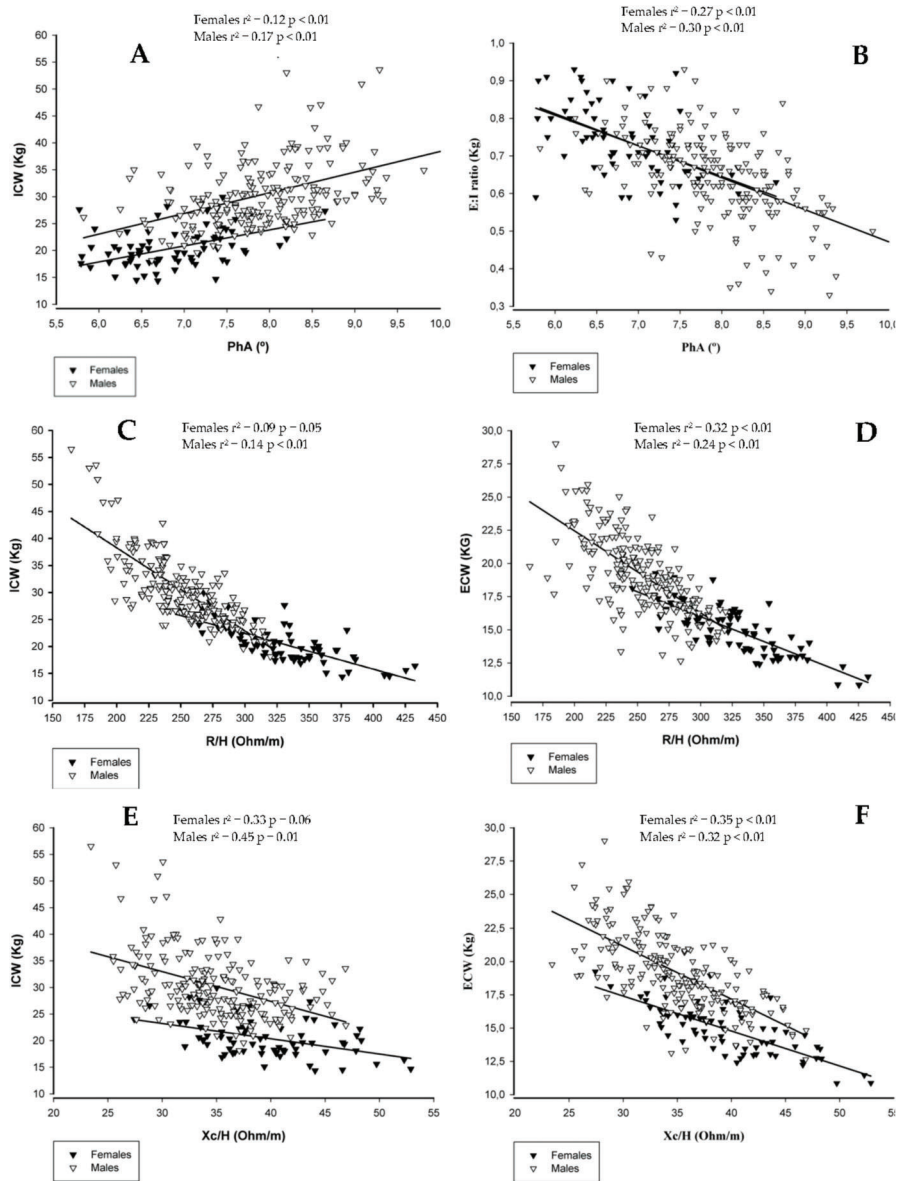 Females r² = 0.12 p < 0.01
Males r² = 0.17 p < 0.01
A
ICW (Kg)
60
55
50
45
40
35
30
25
20
15
10
5,5 6,0 6,5 7,0 7,5 8,0 8,5 9,0 9,5 10,0
PhA (º)
Females
Males
Females r² = 0.27 p < 0.01
Males r² = 0.30 p < 0.01
B
E:I ratio (Kg)
1,0
0,9
0,8
0,7
0,6
0,5
0,4
0,3
5,5 6,0 6,5 7,0 7,5 8,0 8,5 9,0 9,5 10,0
PhA (º)
Females
Males
C
Females r² = 0.09 p = 0.05
Males r² = 0.14 p < 0.01
ICW (Kg)
60
55
50
45
40
35
30
25
20
15
10
150 175 200 225 250 275 300 325 350 375 400 425 450
R/H (Ohm/m)
Females
Males
Females r² = 0.32 p < 0.01
Males r² = 0.24 p < 0.01
D
ECW (KG)
30,0
27,5
25,0
22,5
20,0
17,5
15,0
12,5
10,0
150 175 200 225 250 275 300 325 350 375 400 425 450
R/H (Ohm/m)
Females
Males
E
Females r² = 0.33 p = 0.06
Males r² = 0.45 p = 0.01
ICW (Kg)
60
55
50
45
40
35
30
25
20
15
10
20 25 30 35 40 45 50 55
Xc/H (Ohm/m)
Females
Males
Females r² = 0.35 p < 0.01
Males r² = 0.32 p < 0.01
F
ECW (Kg)
30,0
27,5
25,0
22,5
20,0
17,5
15,0
12,5
10,0
20 25 30 35 40 45 50 55
Xc/H (Ohm/m)
Females
Males